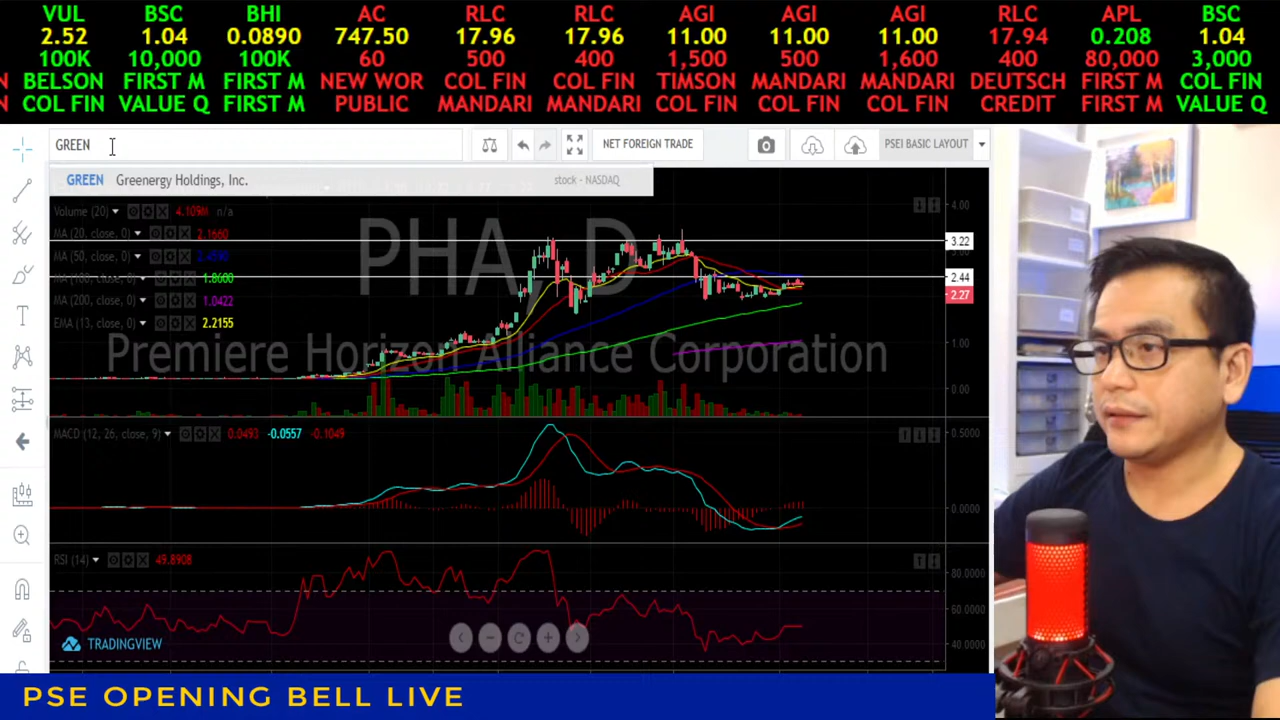 VUL BSC BHI AC RLC RLC AGI AGI AGI RLC APL BSC
2.52 1.04 0.0890 747.50 17.96 17.96 11.00 11.00 11.00 17.94 0.208 1.04
100K 10,000 100K 60 500 400 1,500 500 1,600 400 80,000 3,000
N BELSON FIRST M FIRST M NEW WOR COL FIN COL FIN TIMSON MANDARI MANDARI DEUTSCH FIRST M COL FIN
N COL FIN VALUE Q FIRST M PUBLIC MANDARI MANDARI COL FIN COL FIN COL FIN CREDIT FIRST M VALUE Q
GREEN NET FOREIGN TRADE PSEI BASIC LAYOUT
GREEN Greenergy Holdings, Inc. stock - NASDAQ
PHA, D
Premiere Horizon Alliance Corporation
Volume (20) 4.109M n/a
MA (20, close, 0) 2.1660
MA (50, close, 0)
MA (100, close, 0) 1.8600
MA (200, close, 0) 1.0422
EMA (13, close, 0) 2.2155
4.00
3.22
2.44
2.27
1.00
0.00
MACD (12, 26, close, 9) 0.0493 -0.0557 -0.1049
0.5000
0.0000
RSI (14) 49.8908
80.0000
60.0000
40.0000
TRADINGVIEW
PSE OPENING BELL LIVE